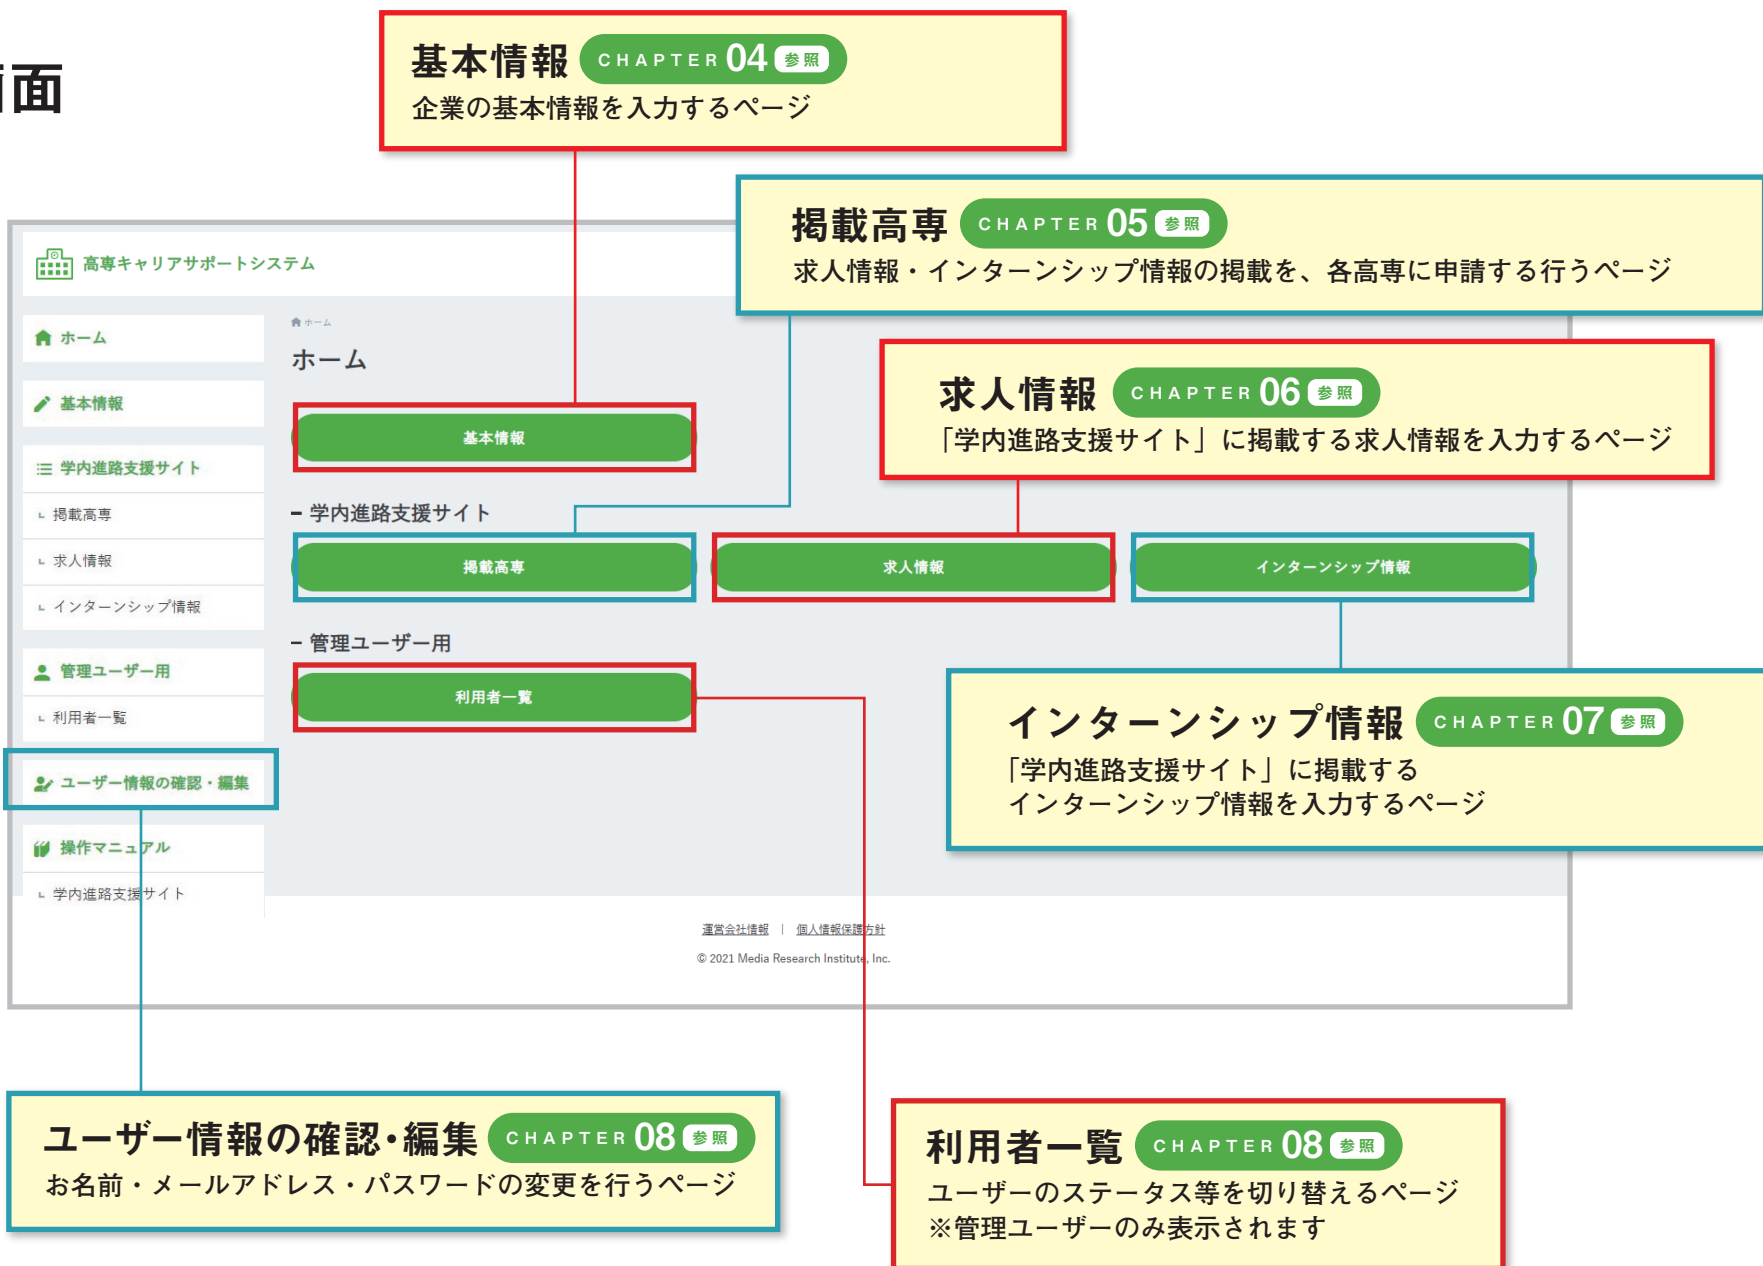 面
基本情報 CHAPTER 04 参照
企業の基本情報を入力するページ
掲載高専 CHAPTER 05 参照
求人情報・インターンシップ情報の掲載を、各高専に申請する行うページ
高専キャリアサポートシステム
ホーム
基本情報
学内進路支援サイト
掲載高専
求人情報
インターンシップ情報
管理ユーザー用
利用者一覧
ユーザー情報の確認・編集
操作マニュアル
学内進路支援サイト
ホーム
ホーム
基本情報
求人情報 CHAPTER 06 参照
「学内進路支援サイト」に掲載する求人情報を入力するページ
学内進路支援サイト
掲載高専
求人情報
インターンシップ情報
管理ユーザー用
利用者一覧
インターンシップ情報 CHAPTER 07 参照
「学内進路支援サイト」に掲載する
インターンシップ情報を入力するページ
運営会社情報 | 個人情報保護方針
© 2021 Media Research Institute, Inc.
ユーザー情報の確認・編集 CHAPTER 08 参照
お名前・メールアドレス・パスワードの変更を行うページ
利用者一覧 CHAPTER 08 参照
ユーザーのステータス等を切り替えるページ
※管理ユーザーのみ表示されます